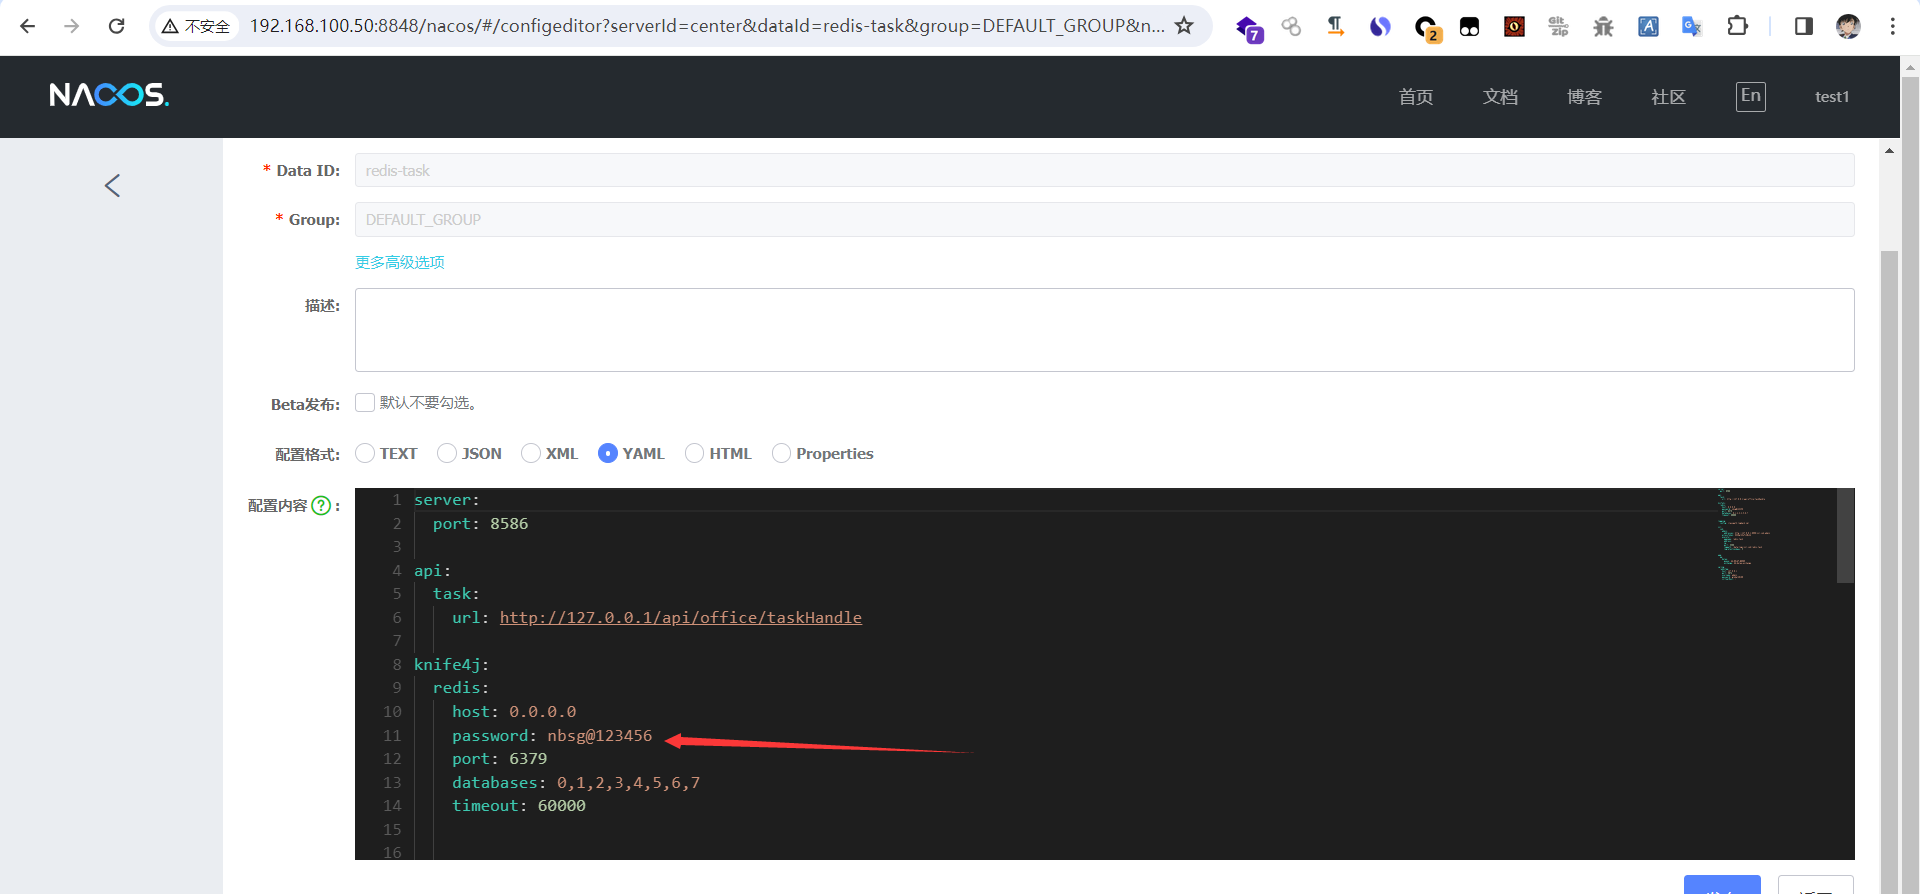 不安全 192.168.100.50:8848/nacos/#/configeditor?serverId=center&dataId=redis-task&group=DEFAULT_GROUP&n...
7
2
Git
zip
NACOS.
首页 文档 博客 社区 En test1
* Data ID: redis-task
* Group: DEFAULT_GROUP
更多高级选项
描述:
Beta发布: 默认不要勾选。
配置格式: TEXT JSON XML YAML HTML Properties
配置内容 ? :
1 server:
2 port: 8586
3
4 api:
5 task:
6 url: http://127.0.0.1/api/office/taskHandle
7
8 knife4j:
9 redis:
10 host: 0.0.0.0
11 password: nbsg@123456
12 port: 6379
13 databases: 0,1,2,3,4,5,6,7
14 timeout: 60000
15
16